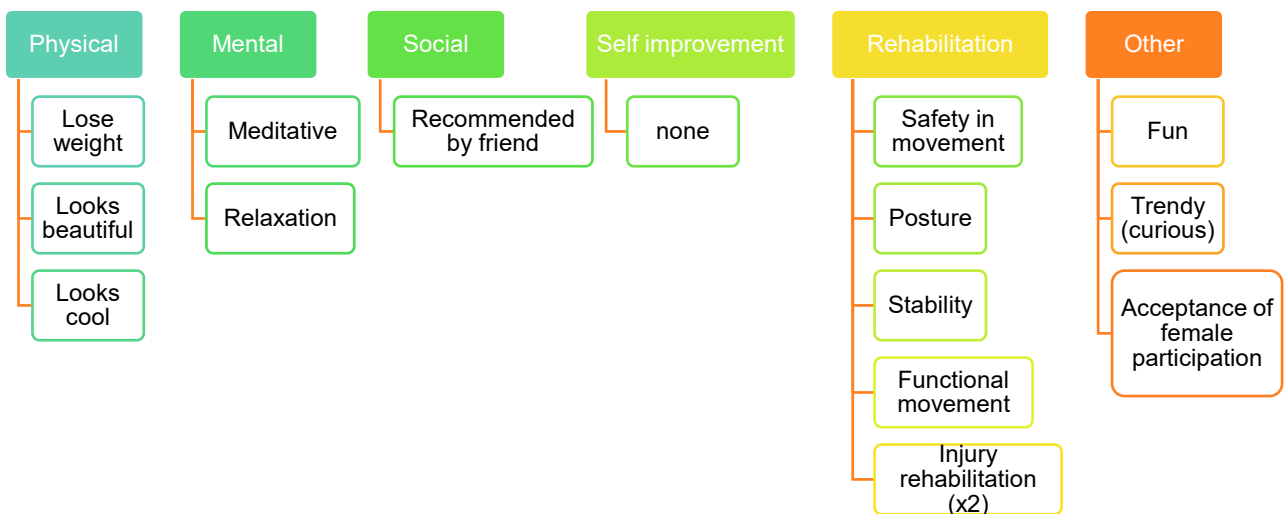 Physical
Lose
weight
Looks
beautiful
Looks
cool
Mental
Meditative
Relaxation
Social
Recommended
by friend
Self improvement
none
Rehabilitation
Safety in
movement
Posture
Stability
Functional
movement
Injury
rehabilitation
(x2)
Other
Fun
Trendy
(curious)
Acceptance of
female
participation